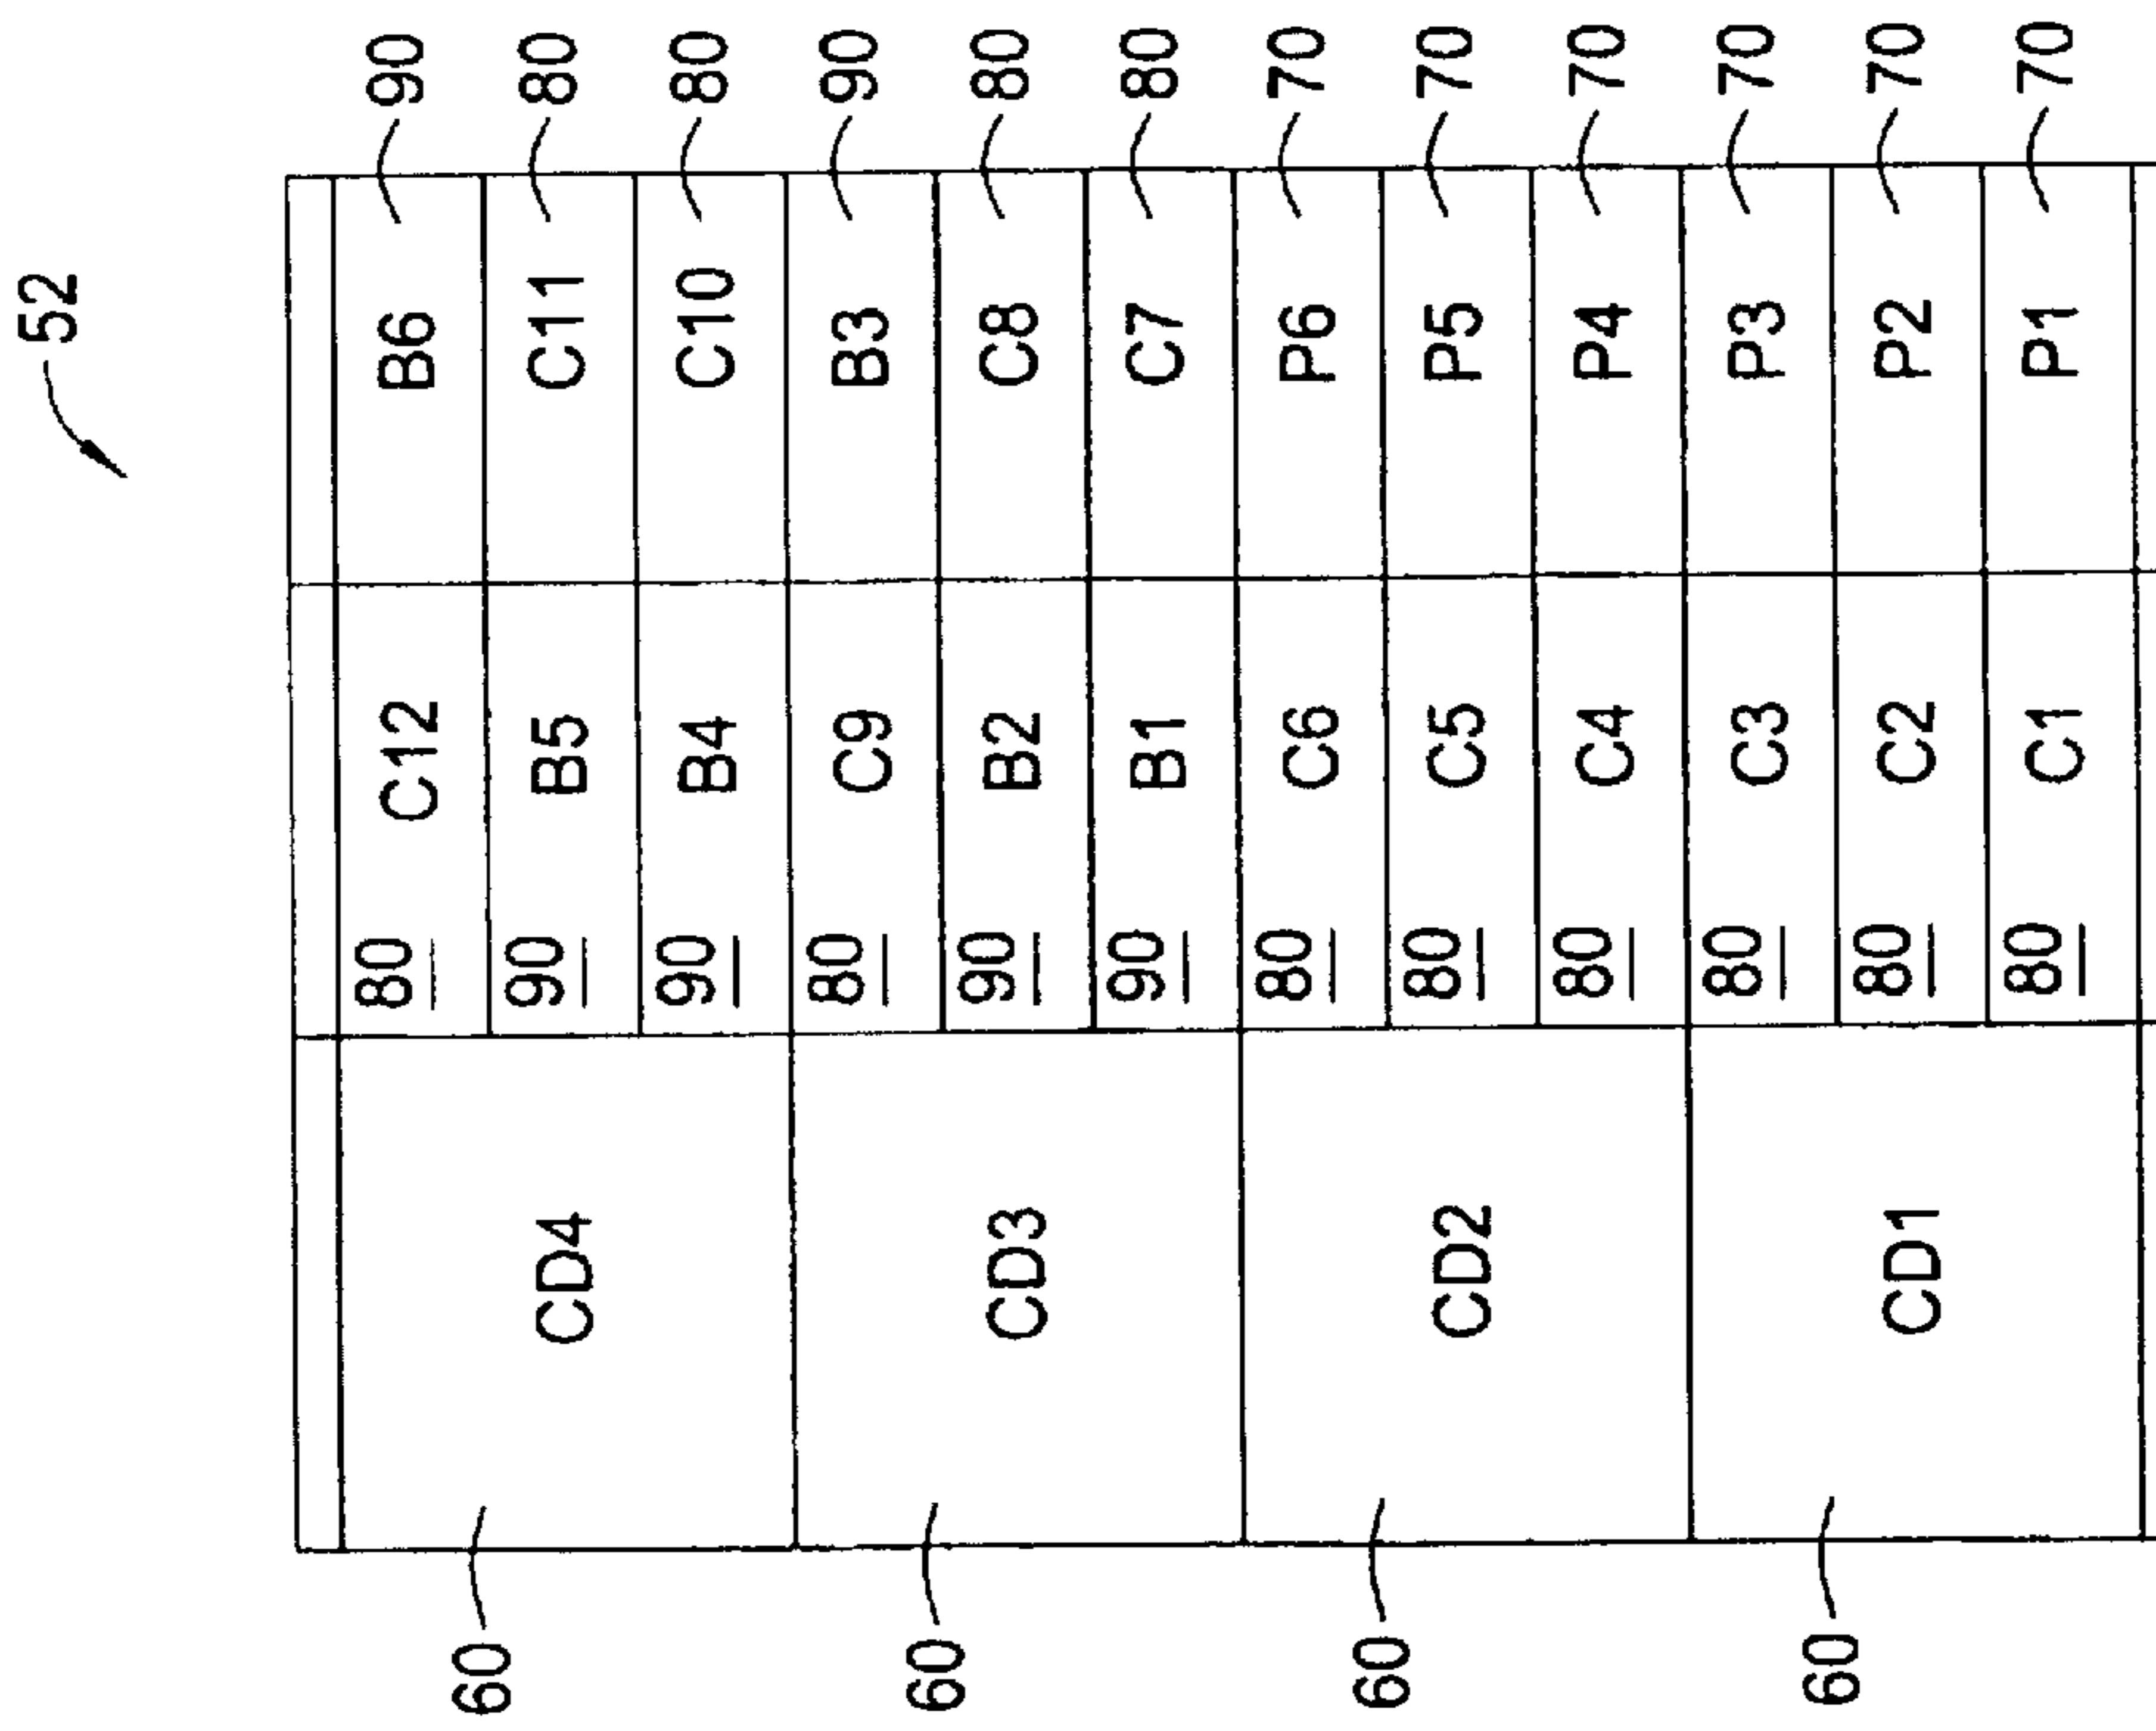 52
80 C12 B6 90
60 CD4 90 B5 C11 80
90 B4 C10 80
80 C9 B3 90
60 CD3 90 B2 C8 80
90 B1 C7 80
80 C6 P6 70
60 CD2 80 C5 P5 70
80 C4 P4 70
80 C3 P3 70
60 CD1 80 C2 P2 70
80 C1 P1 70